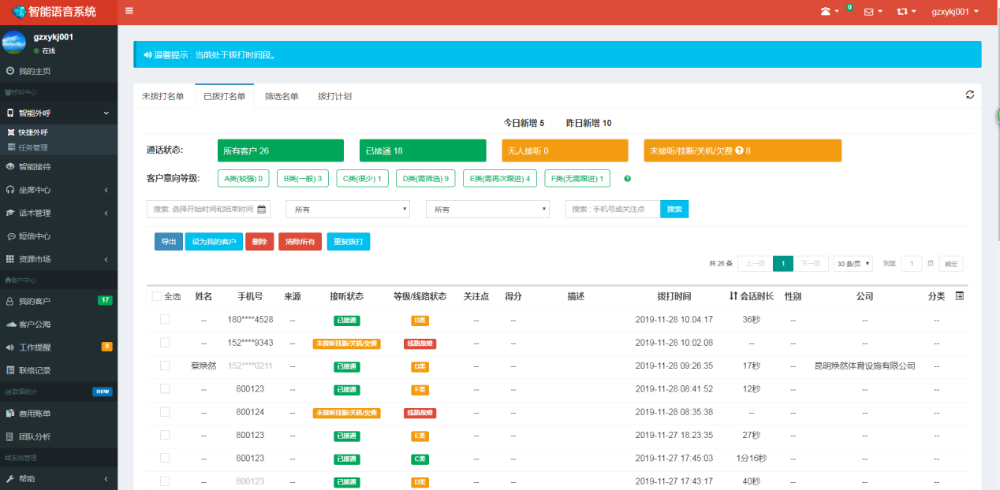 智能语音系统
0
gzxykj001
gzxykj001
在线
我的主页
呼叫中心
智能外呼
快捷外呼
任务管理
智能接待
坐席中心
话术管理
短信中心
资源市场
客户中心
我的客户 17
客户公海
工作提醒 0
联络记录
数据统计 new
费用账单
团队分析
系统管理
帮助
温馨提示 : 当前处于拨打时间段。
未拨打名单 已拨打名单 筛选名单 拨打计划
今日新增 5 昨日新增 10
通话状态: 所有客户 26 已接通 18 无人接听 0 未接听/挂断/关机/欠费 8
客户意向等级: A类(较强) 0 B类(一般) 3 C类(很少) 1 D类(需筛选) 9 E类(需再次跟进) 4 F类(无需跟进) 1
搜索: 选择开始时间和结束时间 所有 所有 搜索 : 手机号或关注点 搜索
导出 设为我的客户 删除 清除所有 重复拨打
共 26 条 上一页 1 下一页 30 条/页 到第 1 页 确定
全选 姓名 手机号 来源 接听状态 等级/线路状态 关注点 得分 描述 拨打时间 会话时长 性别 公司 分类
-- 180****4528 -- 已接通 D类 -- -- 2019-11-28 10:04:17 36秒 -- -- --
-- 152****9343 -- 未接听/挂断/关机/欠费 线路故障 -- -- 2019-11-28 10:02:08 -- -- -- --
蔡焕然 152****0211 -- 已接通 D类 -- -- 2019-11-28 09:26:35 17秒 -- 昆明焕然体育设施有限公司 --
-- 800123 -- 已接通 F类 -- -- 2019-11-28 08:41:52 12秒 -- -- --
-- 800124 -- 未接听/挂断/关机/欠费 线路故障 -- -- 2019-11-28 08:35:38 -- -- -- --
-- 800123 -- 已接通 E类 -- -- 2019-11-27 18:23:35 27秒 -- -- --
-- 800123 -- 已接通 C类 -- -- 2019-11-27 17:45:03 1分16秒 -- -- --
-- 800123 -- 已接通 D类 -- -- 2019-11-27 17:43:17 40秒 -- -- --